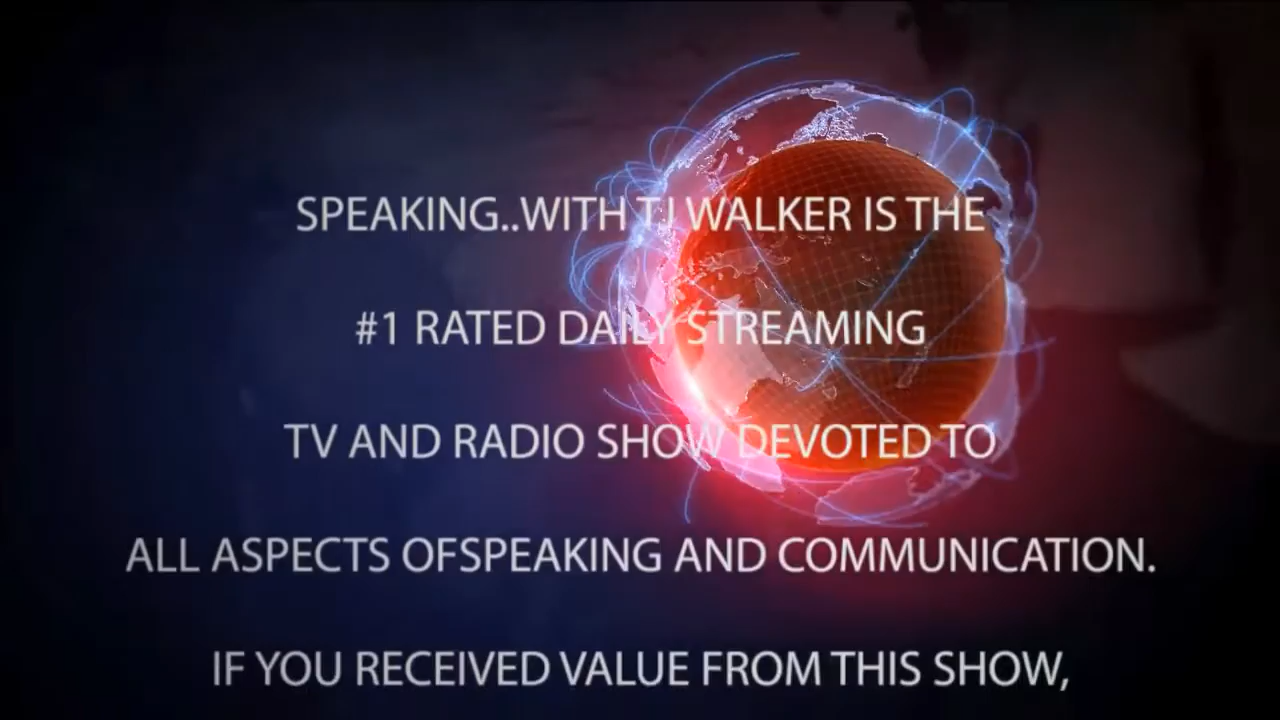 SPEAKING..WITH TJ WALKER IS THE
#1 RATED DAILY STREAMING
TV AND RADIO SHOW DEVOTED TO
ALL ASPECTS OFSPEAKING AND COMMUNICATION.
IF YOU RECEIVED VALUE FROM THIS SHOW,